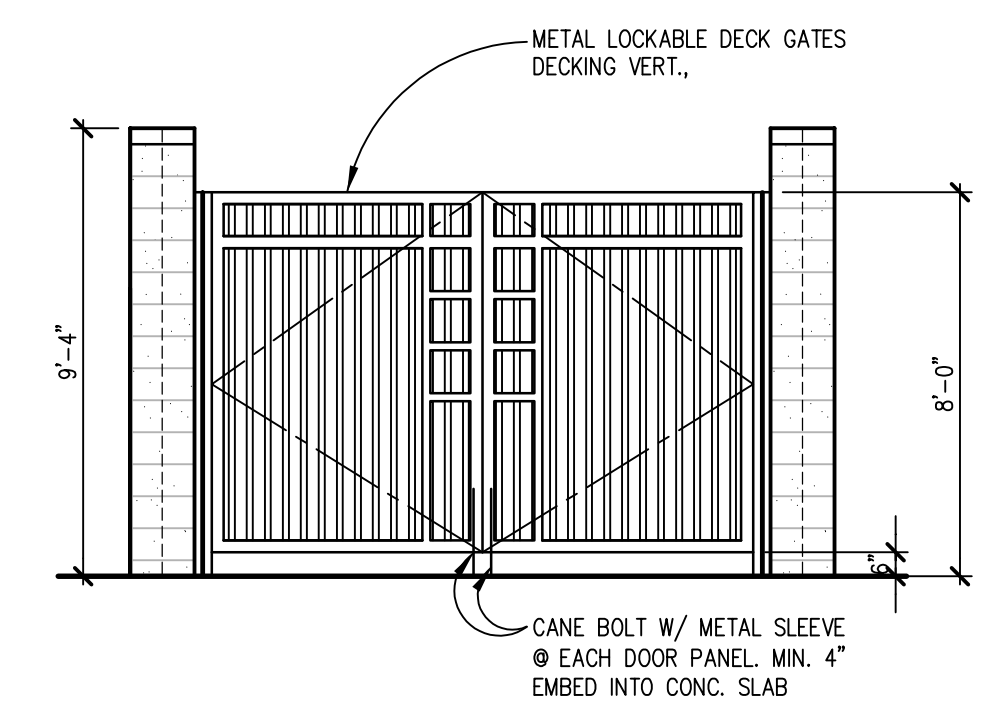 METAL LOCKABLE DECK GATES
DECKING VERT.,
9'-4"
8'-0"
6"
CANE BOLT W/ METAL SLEEVE
@ EACH DOOR PANEL. MIN. 4"
EMBED INTO CONC. SLAB